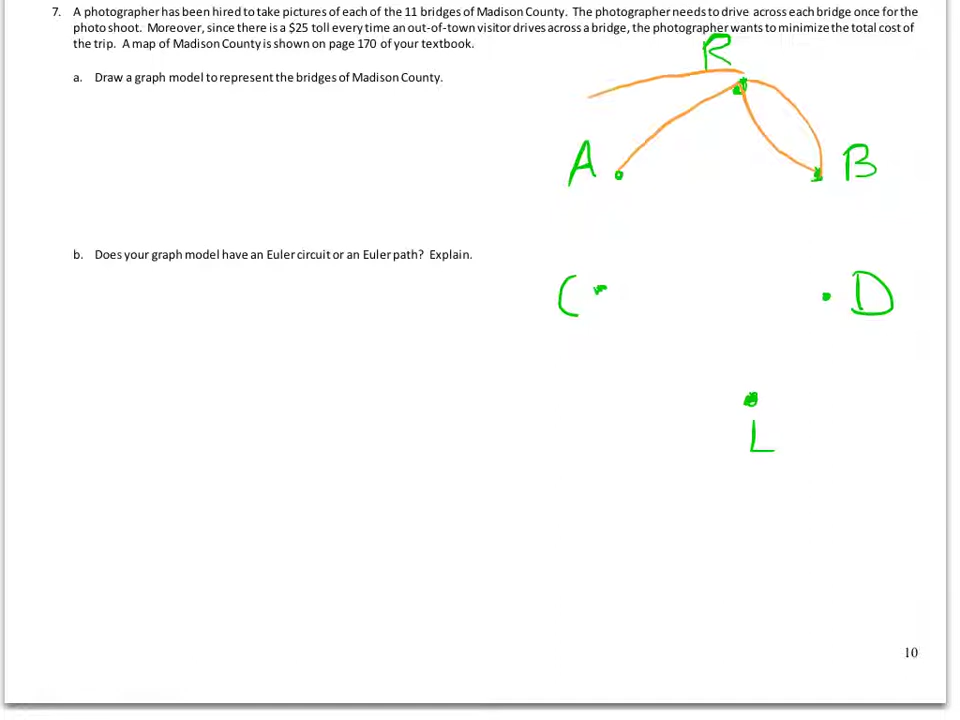 7. A photographer has been hired to take pictures of each of the 11 bridges of Madison County. The photographer needs to drive across each bridge once for the
photo shoot. Moreover, since there is a $25 toll every time an out-of-town visitor drives across a bridge, the photographer wants to minimize the total cost of
the trip. A map of Madison County is shown on page 170 of your textbook.
R
a. Draw a graph model to represent the bridges of Madison County.
A
B
b. Does your graph model have an Euler circuit or an Euler path? Explain.
C
D
L
10